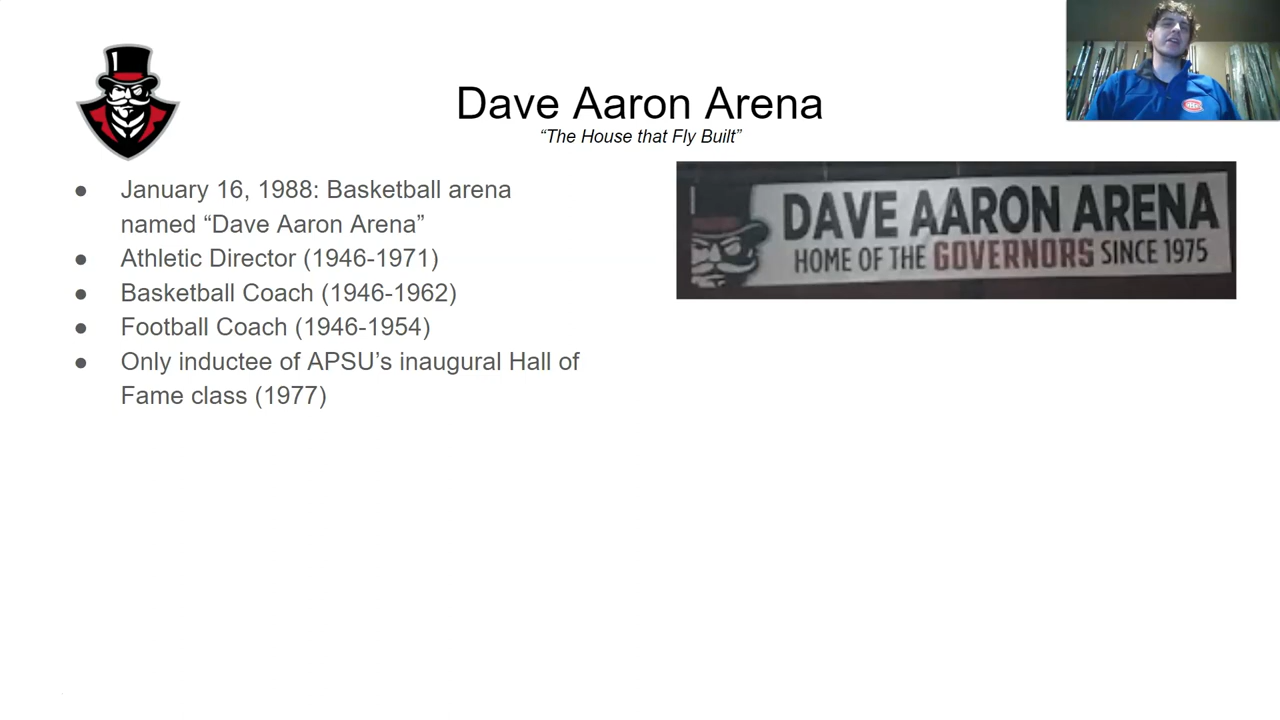 Dave Aaron Arena
“The House that Fly Built”
● January 16, 1988: Basketball arena
named “Dave Aaron Arena”
● Athletic Director (1946-1971)
● Basketball Coach (1946-1962)
● Football Coach (1946-1954)
● Only inductee of APSU’s inaugural Hall of
Fame class (1977)
DAVE AARON ARENA
HOME OF THE GOVERNORS SINCE 1975